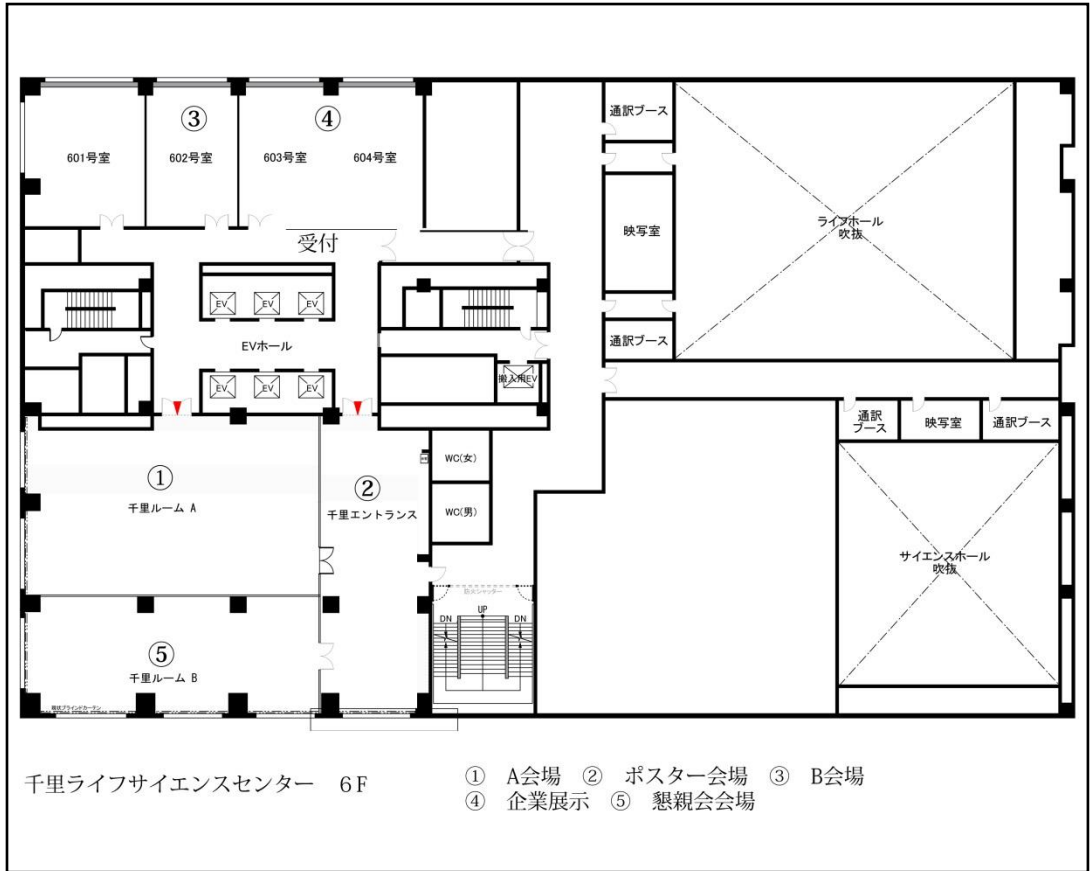 ③
④
通訳ブース
601号室
602号室
603号室
604号室
映写室
ライフホール
吹抜
受付
EV
EV
EV
EVホール
通訳ブース
搬入用EV
EV
EV
EV
通訳
ブース
映写室
通訳ブース
①
千里ルーム A
②
千里エントランス
WC(女)
WC(男)
サイエンスホール
吹抜
防火シャッター
UP
DN
DN
⑤
千里ルーム B
千里ライフサイエンスセンター 6F
① A会場 ② ポスター会場 ③ B会場
④ 企業展示 ⑤ 懇親会会場